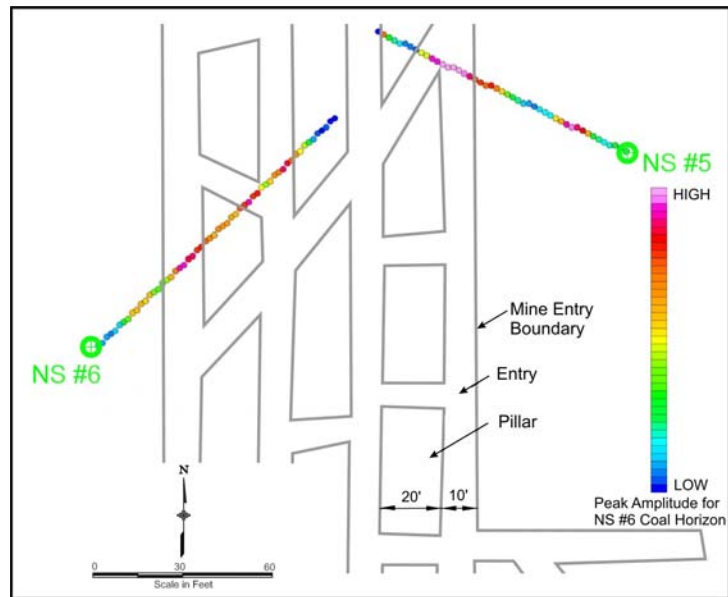 NS #5
HIGH
Mine Entry
Boundary
NS #6
Entry
Pillar
LOW
20'
10'
Peak Amplitude for
NS #6 Coal Horizon
N
0
30
60
Scale in Feet